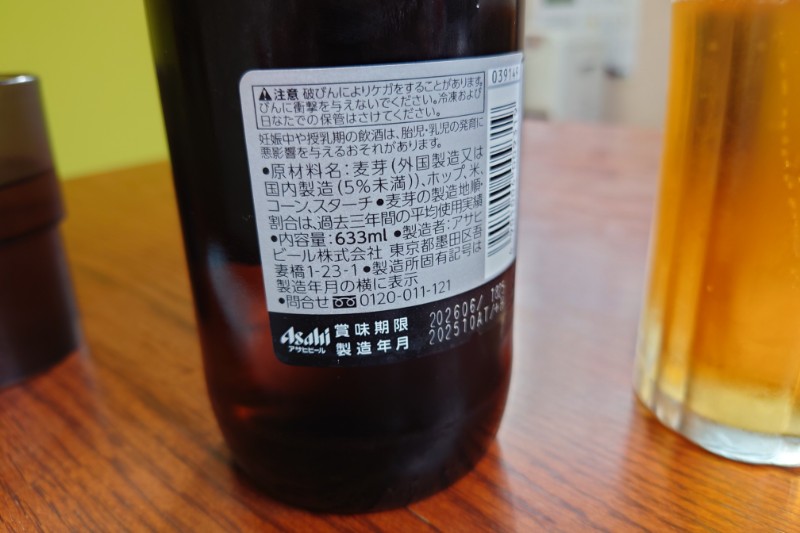 ⚠注意 破びんによりケガをすることがあります。
びんに衝撃を与えないでください。冷凍および
日なたでの保管はさけてください。
妊娠中や授乳期の飲酒は、胎児・乳児の発育に
悪影響を与えるおそれがあります。
●原材料名:麦芽(外国製造又は
国内製造(5%未満))、ホップ、米、
コーン、スターチ ●麦芽の製造地順・
割合は、過去三年間の平均使用実績
●内容量:633ml ●製造者:アサヒ
ビール株式会社 東京都墨田区吾
妻橋1-23-1 ●製造所固有記号は
製造年月の横に表示
●問合せ 0120-011-121
03914
Asahi
アサヒビール
賞味期限 202606/
製造年月 202510AT/